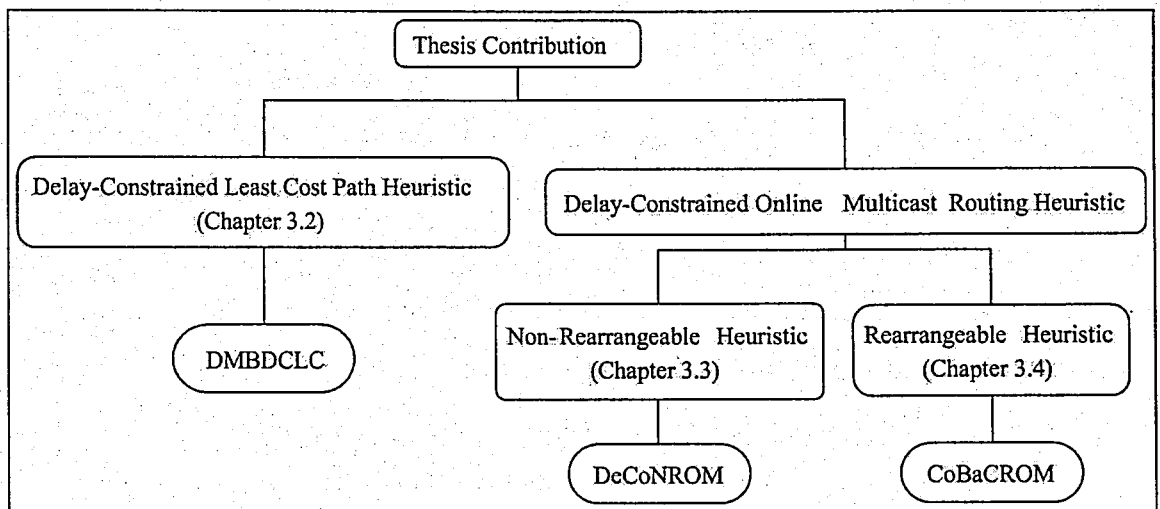 Thesis Contribution
Delay-Constrained Least Cost Path Heuristic
(Chapter 3.2)
Delay-Constrained Online Multicast Routing Heuristic
DMBDCLC
Non-Rearrangeable Heuristic
(Chapter 3.3)
Rearrangeable Heuristic
(Chapter 3.4)
DeCoNROM
CoBaCROM